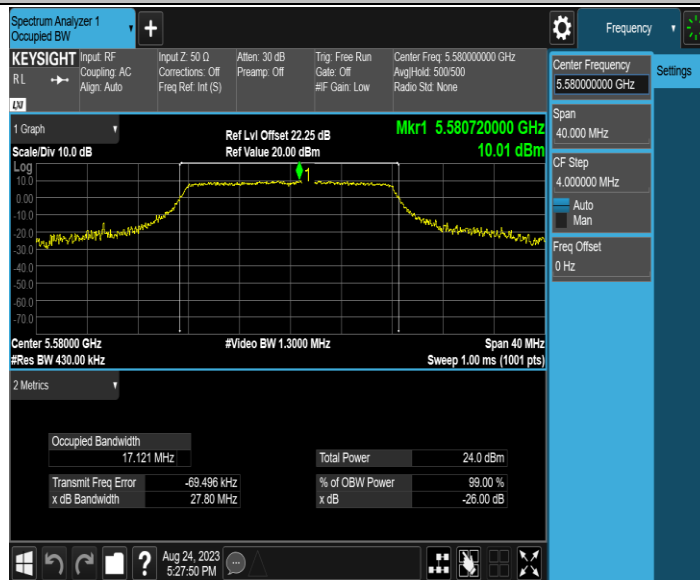 Spectrum Analyzer 1
Occupied BW
+
Frequency
KEYSIGHT
R L
LXI
Input: RF
Coupling: AC
Align: Auto
Input Z: 50 Ω
Corrections: Off
Freq Ref: Int (S)
Atten: 30 dB
Preamp: Off
Trig: Free Run
Gate: Off
#IF Gain: Low
Center Freq: 5.580000000 GHz
Avg|Hold: 500/500
Radio Std: None
Center Frequency
5.580000000 GHz
Settings
Span
40.000 MHz
CF Step
4.000000 MHz
Auto
Man
Freq Offset
0 Hz
1 Graph
Scale/Div 10.0 dB
Ref Lvl Offset 22.25 dB
Ref Value 20.00 dBm
Mkr1 5.580720000 GHz
10.01 dBm
Log
10.0
0.00
-10.0
-20.0
-30.0
-40.0
-50.0
-60.0
-70.0
1
Center 5.58000 GHz
#Res BW 430.00 kHz
#Video BW 1.3000 MHz
Span 40 MHz
Sweep 1.00 ms (1001 pts)
2 Metrics
Occupied Bandwidth
17.121 MHz
Total Power 24.0 dBm
Transmit Freq Error -69.496 kHz
% of OBW Power 99.00 %
x dB Bandwidth 27.80 MHz
x dB -26.00 dB
?
Aug 24, 2023
5:27:50 PM